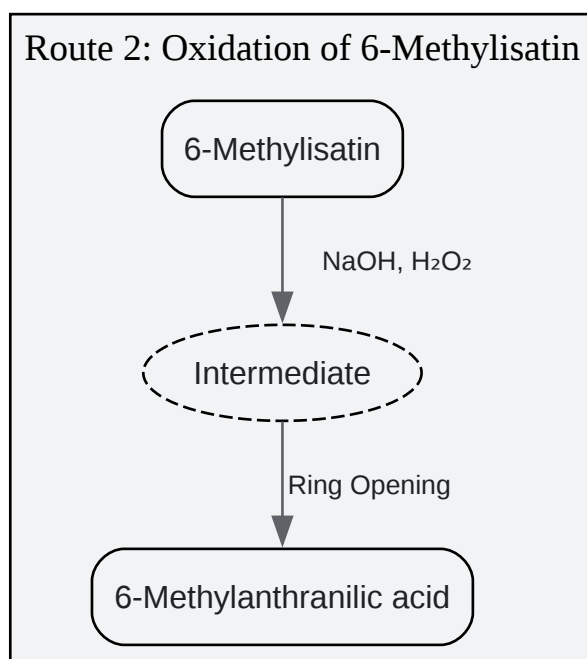 Route 2: Oxidation of 6-Methylisatin
6-Methylisatin
NaOH, H₂O₂
Intermediate
Ring Opening
6-Methylanthranilic acid